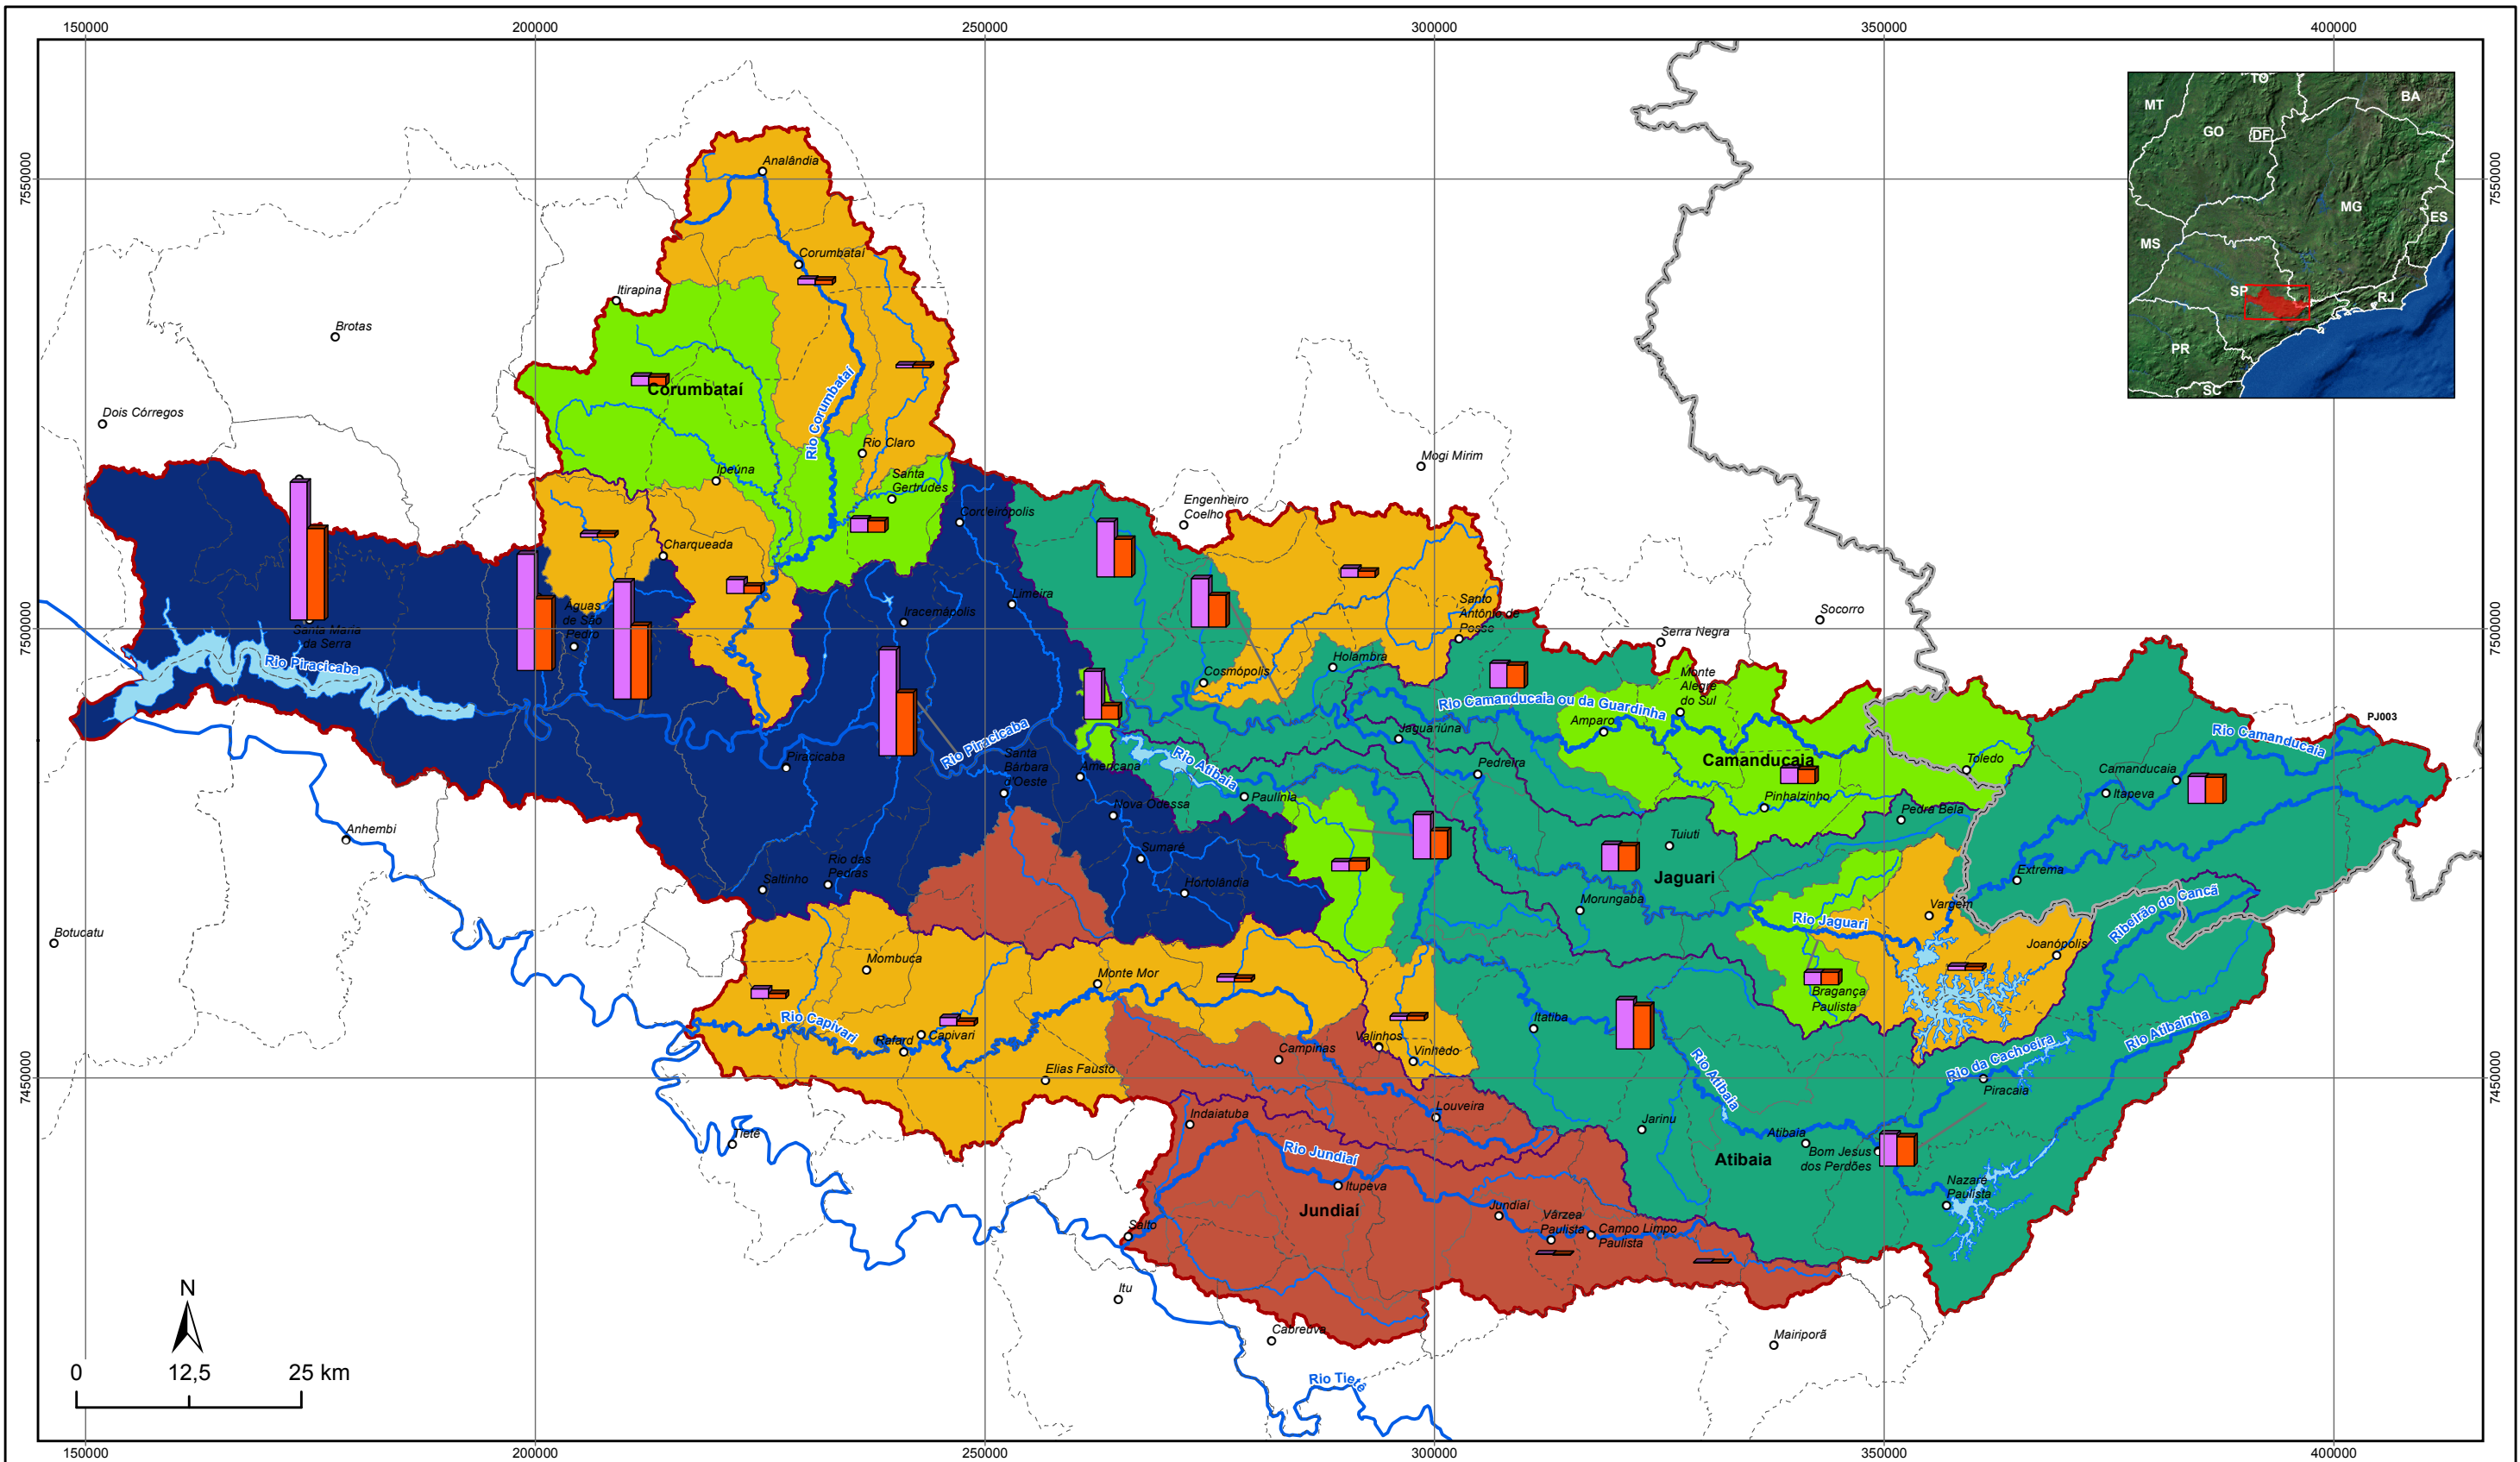 150000
200000
250000
300000
350000
400000
7550000
7550000
TO
MT
BA
GO
DF
MG
ES
MS
SP
RJ
PR
SC
Analândia
Corumbataí
Itirapina
Brotas
Corumbataí
Rio Corumbataí
Dois Córregos
Rio Claro
Mogi Mirim
Ipeúna
Santa
Gertrudes
Engenheiro
Coelho
Cordeirópolis
Charqueada
Limeira
Iracemápolis
Águas
de São
Pedro
Santo
Antônio de
Posse
Socorro
Serra Negra
7500000
7500000
Santa Maria
da Serra
Rio Piracicaba
Holambra
Cosmópolis
Monte
Alegre
do Sul
Rio Camanducaia ou da Guardinha
Amparo
Jaguariúna
PJ003
Rio Camanducaia
Rio Piracicaba
Piracicaba
Santa
Bárbara
d'Oeste
Americana
Rio Atibaia
Paulínia
Pedreira
Camanducaia
Toledo
Camanducaia
Itapeva
Pinhalzinho
Pedra Bela
Nova Odessa
Anhembi
Tuiuti
Sumaré
Rio das
Pedras
Saltinho
Hortolândia
Jaguari
Extrema
Morungaba
Vargem
Rio Jaguari
Ribeirão do Cancã
Botucatu
Joanópolis
Mombuca
Monte Mor
Bragança
Paulista
Rio Capivari
Rafard
Capivari
Itatiba
Valinhos
Vinhedo
Campinas
Rio Atibainha
Rio da Cachoeira
Rio Atibaia
Piracaia
Elias Fausto
7450000
7450000
Louveira
Indaiatuba
Jarinu
Tietê
Atibaia
Bom Jesus
dos Perdões
Atibaia
Rio Jundiaí
Itupeva
Nazaré
Paulista
Jundiaí
Jundiaí
Várzea
Paulista
Campo Limpo
Paulista
Salto
Itu
Cabreúva
Mairiporã
Rio Tietê
N
0
12,5
25 km
150000
200000
250000
300000
350000
400000